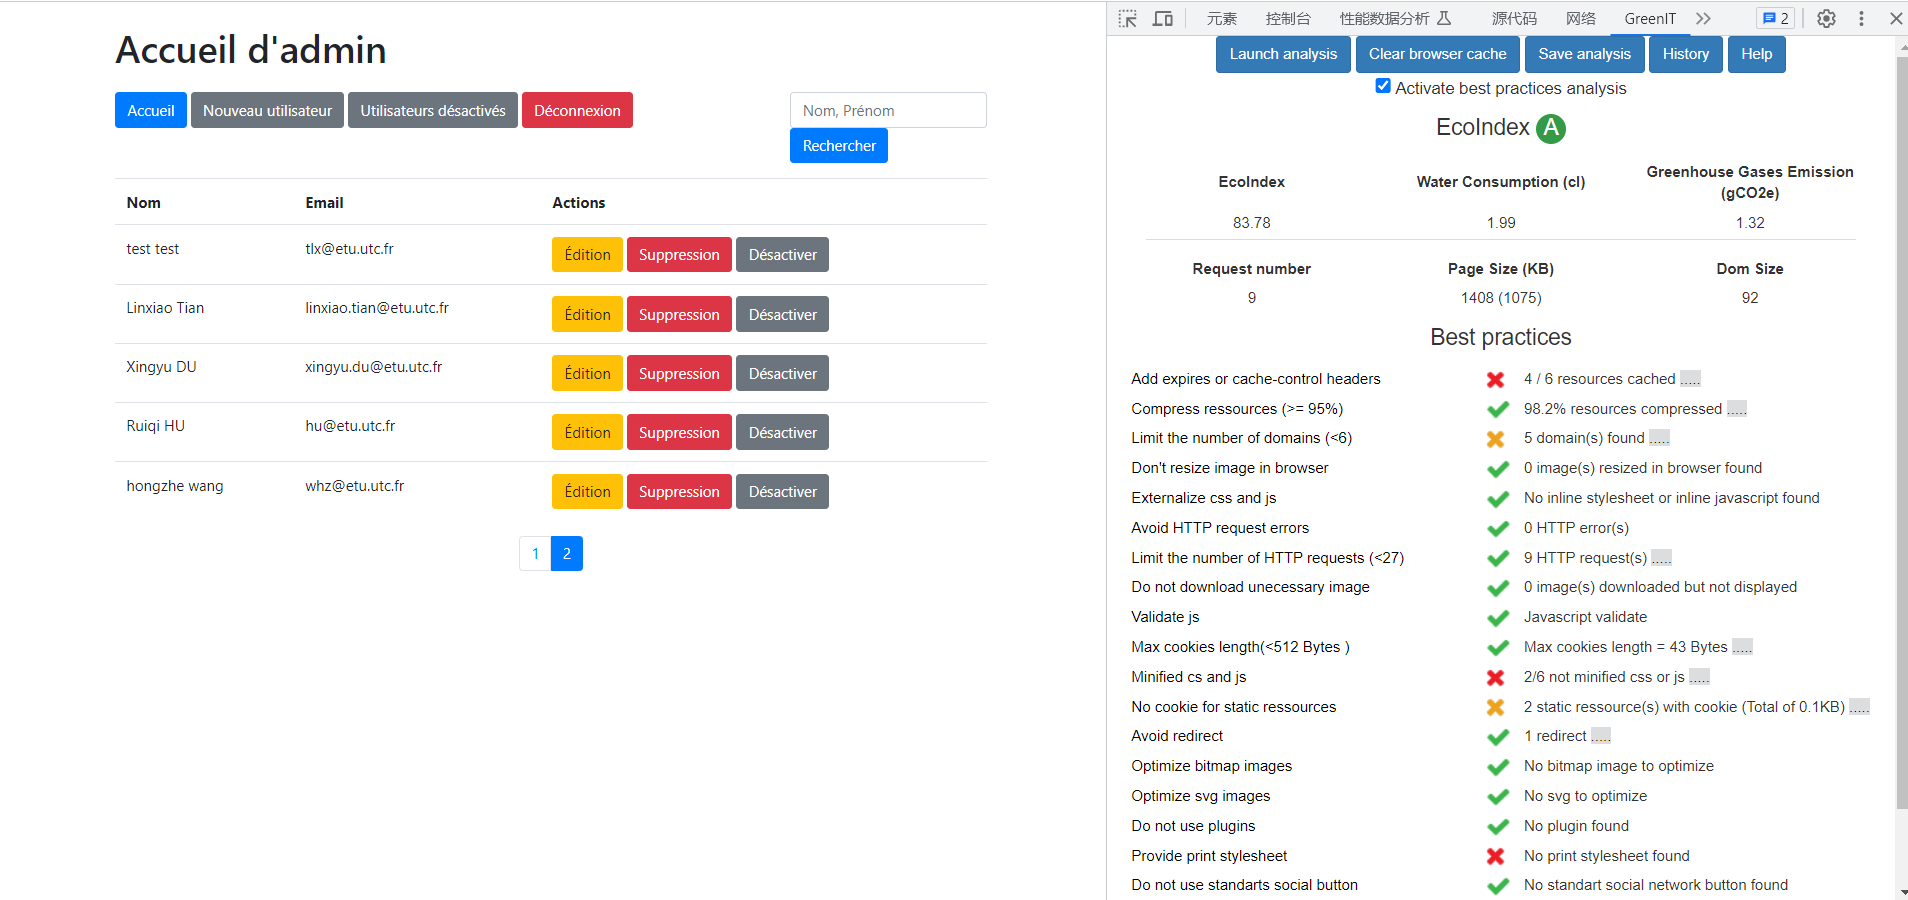 Accueil d'admin
Accueil Nouveau utilisateur Utilisateurs désactivés Déconnexion Nom, Prénom
Rechercher
Nom Email Actions
test test tlx@etu.utc.fr Édition Suppression Désactiver
Linxiao Tian linxiao.tian@etu.utc.fr Édition Suppression Désactiver
Xingyu DU xingyu.du@etu.utc.fr Édition Suppression Désactiver
Ruiqi HU hu@etu.utc.fr Édition Suppression Désactiver
hongzhe wang whz@etu.utc.fr Édition Suppression Désactiver
1 2
元素 控制台 性能数据分析 源代码 网络 GreenIT 2
Launch analysis Clear browser cache Save analysis History Help
Activate best practices analysis
EcoIndex A
EcoIndex Water Consumption (cl) Greenhouse Gases Emission
(gCO2e)
83.78 1.99 1.32
Request number Page Size (KB) Dom Size
9 1408 (1075) 92
Best practices
Add expires or cache-control headers 4 / 6 resources cached .....
Compress ressources (>= 95%) 98.2% resources compressed .....
Limit the number of domains (<6) 5 domain(s) found .....
Don't resize image in browser 0 image(s) resized in browser found
Externalize css and js No inline stylesheet or inline javascript found
Avoid HTTP request errors 0 HTTP error(s)
Limit the number of HTTP requests (<27) 9 HTTP request(s) .....
Do not download unecessary image 0 image(s) downloaded but not displayed
Validate js Javascript validate
Max cookies length(<512 Bytes ) Max cookies length = 43 Bytes .....
Minified cs and js 2/6 not minified css or js .....
No cookie for static ressources 2 static ressource(s) with cookie (Total of 0.1KB) .....
Avoid redirect 1 redirect .....
Optimize bitmap images No bitmap image to optimize
Optimize svg images No svg to optimize
Do not use plugins No plugin found
Provide print stylesheet No print stylesheet found
Do not use standarts social button No standart social network button found